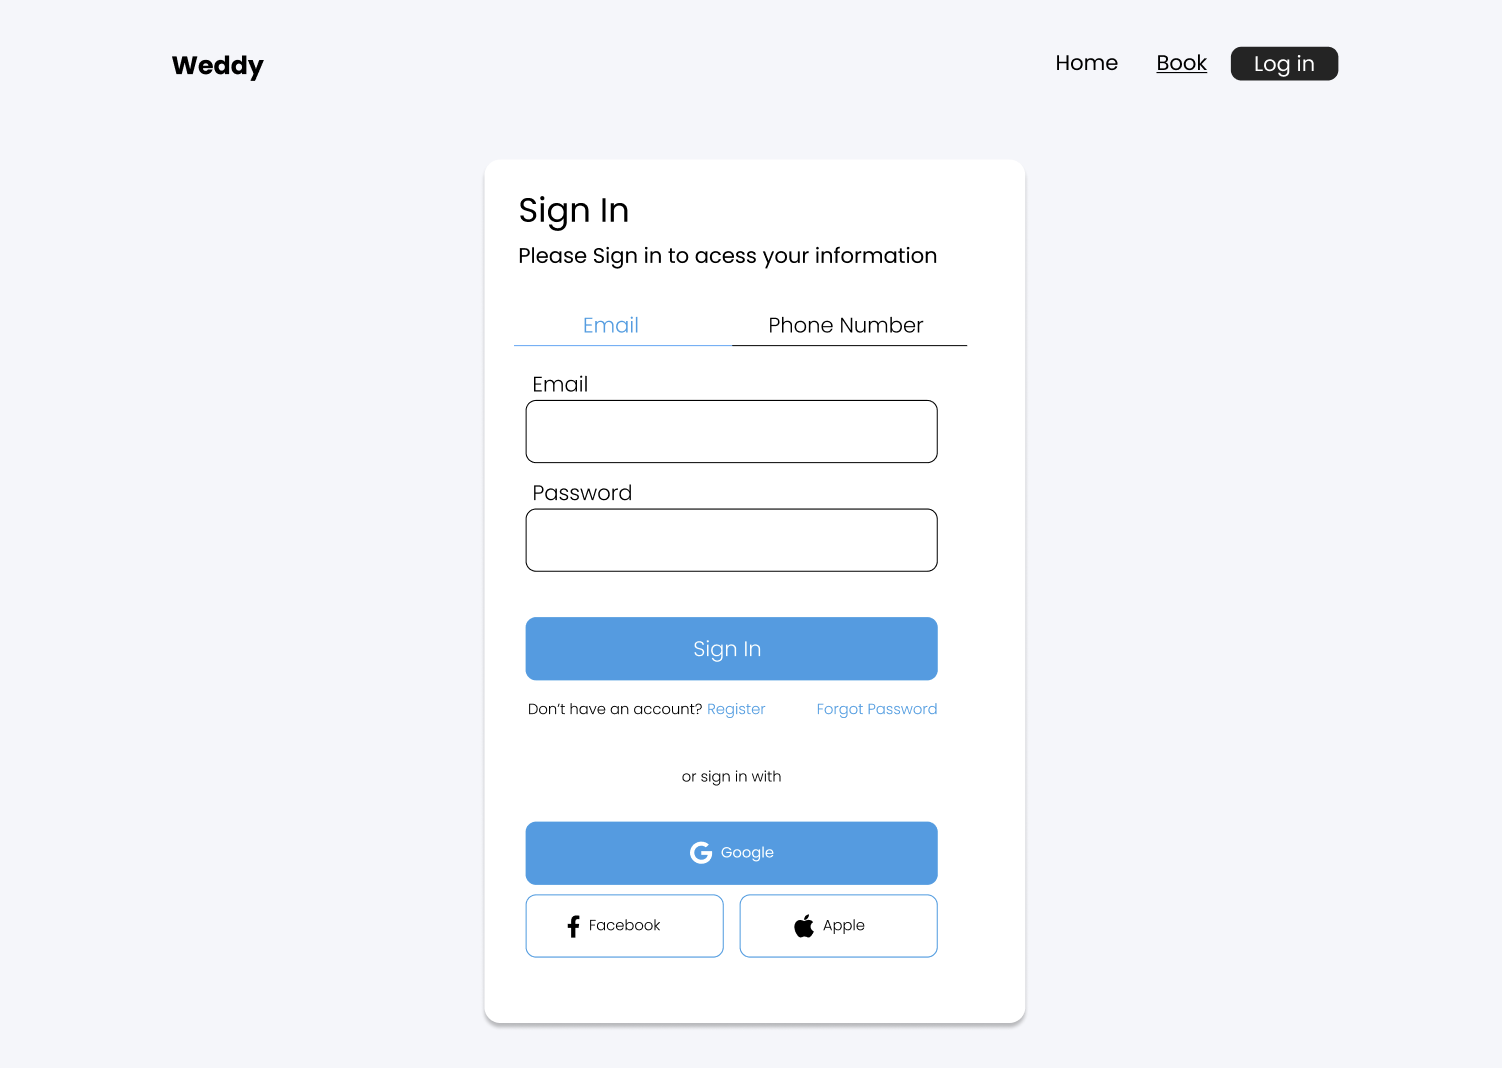 Weddy
Home Book Log in
Sign In
Please Sign in to acess your information
Email Phone Number
Email
Password
Sign In
Don’t have an account? Register Forgot Password
or sign in with
Google
Facebook Apple